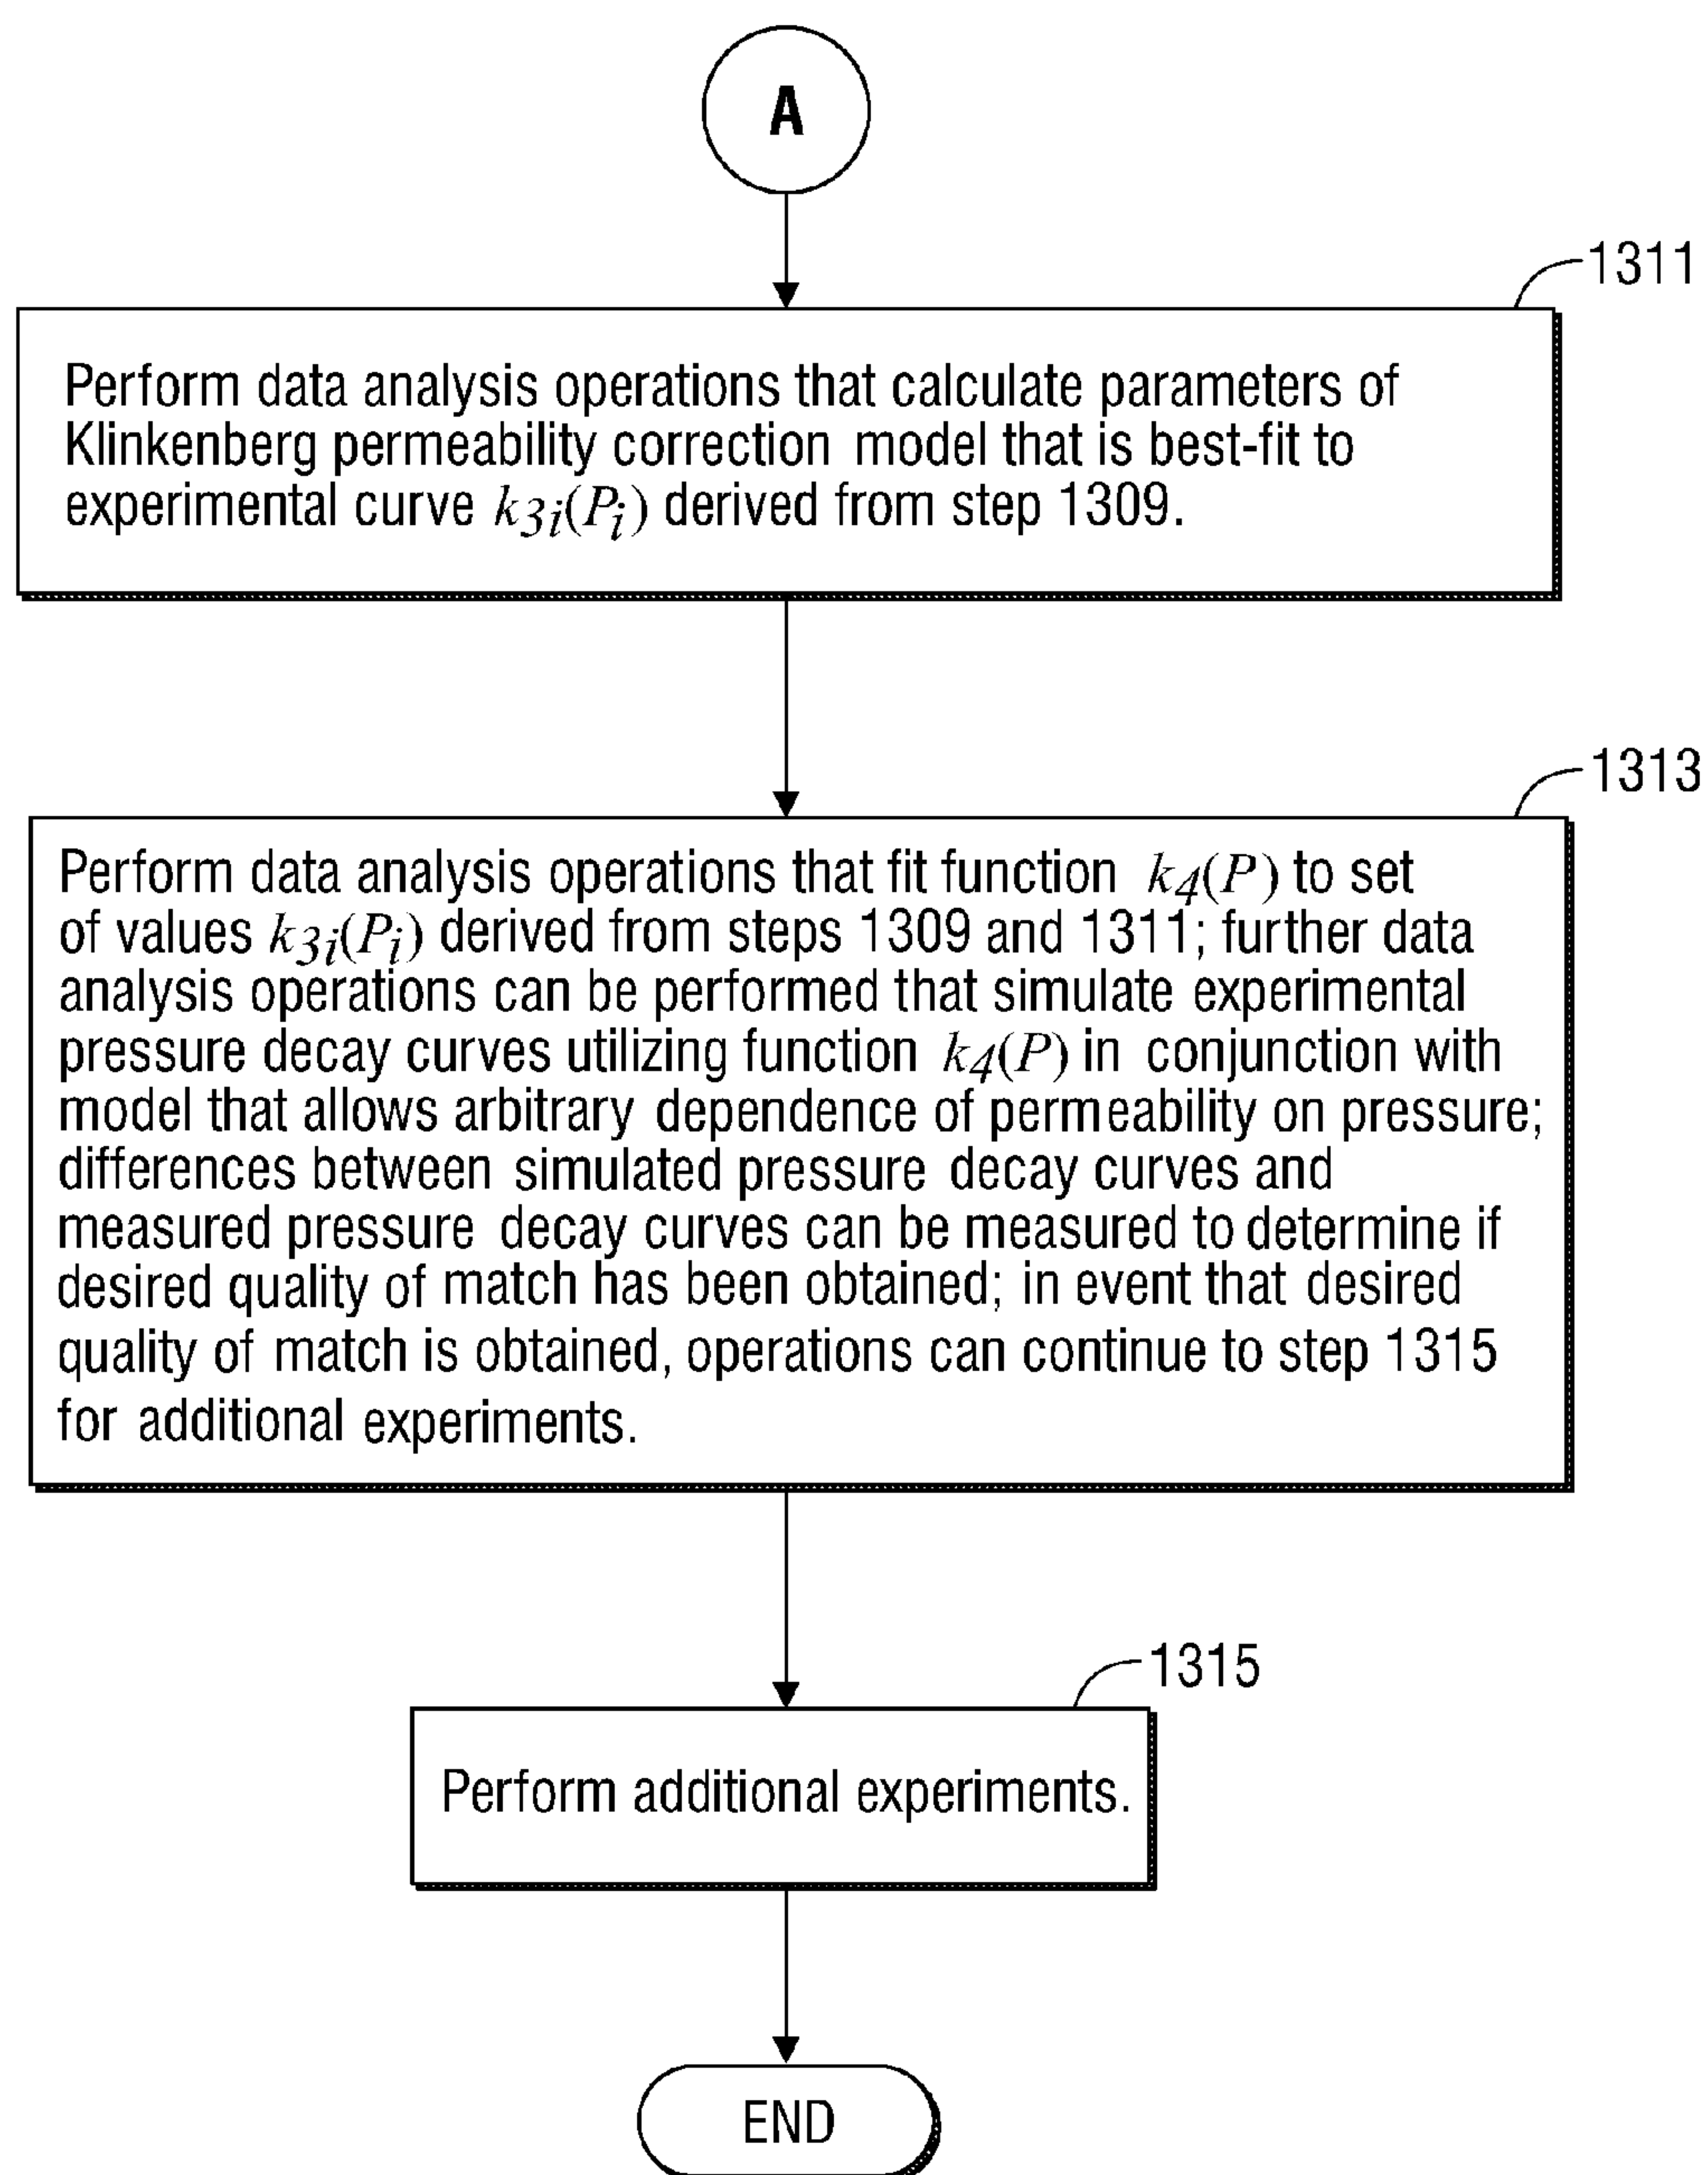 A
1311
Perform data analysis operations that calculate parameters of
Klinkenberg permeability correction model that is best-fit to
experimental curve k3i(Pi) derived from step 1309.
1313
Perform data analysis operations that fit function k4(P) to set
of values k3i(Pi) derived from steps 1309 and 1311; further data
analysis operations can be performed that simulate experimental
pressure decay curves utilizing function k4(P) in conjunction with
model that allows arbitrary dependence of permeability on pressure;
differences between simulated pressure decay curves and
measured pressure decay curves can be measured to determine if
desired quality of match has been obtained; in event that desired
quality of match is obtained, operations can continue to step 1315
for additional experiments.
1315
Perform additional experiments.
END